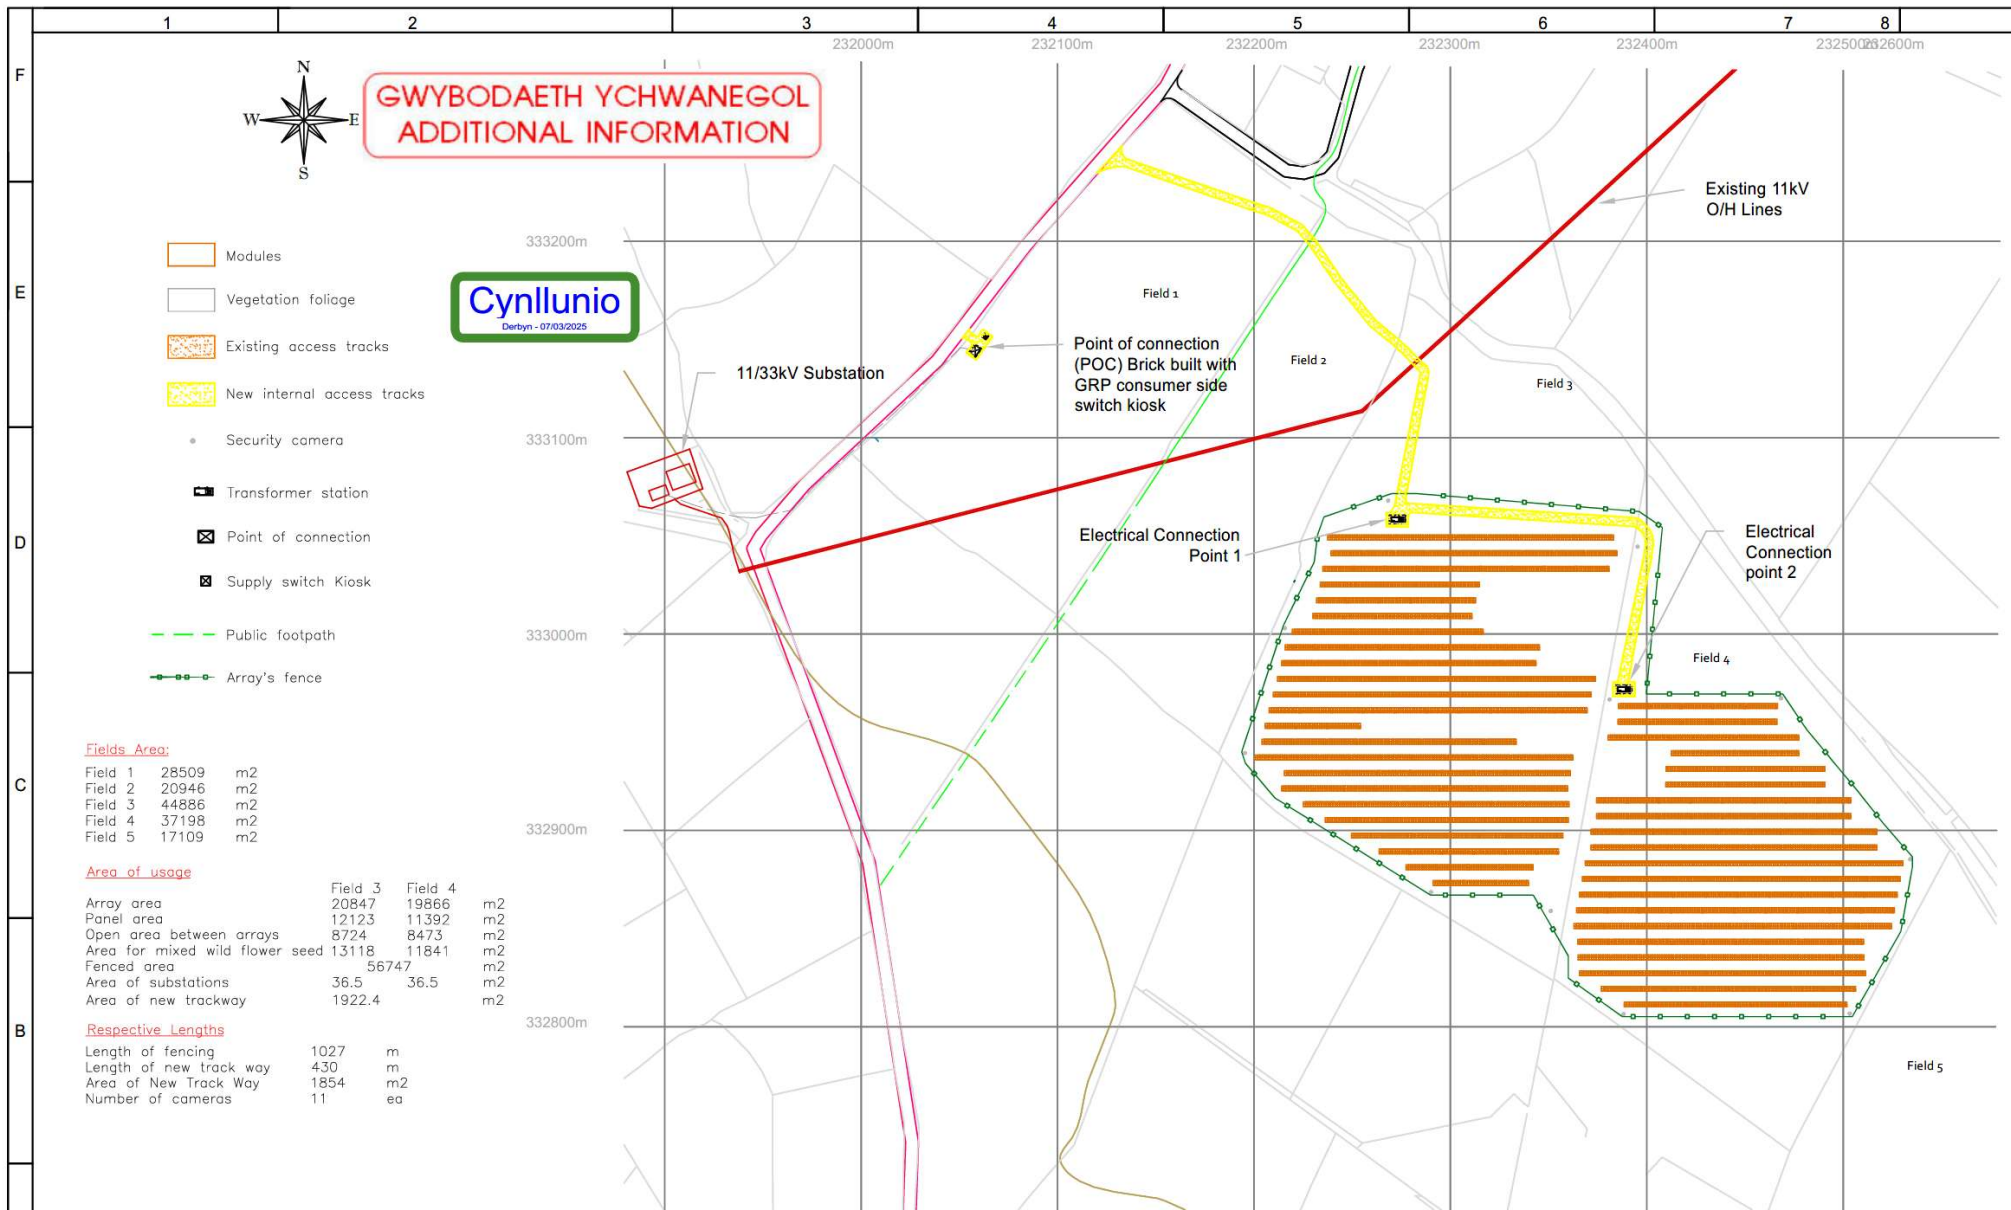 1 2 3 4 5 6 7 8
232000m 232100m 232200m 232300m 232400m 232500m 232600m
F
N
W E
S
GWYBODAETH YCHWANEGOL
ADDITIONAL INFORMATION
Existing 11kV
O/H Lines
333200m
Modules
E
Vegetation foliage
Cynllunio
Derbyn - 07/03/2025
Field 1
Existing access tracks
Point of connection
(POC) Brick built with
GRP consumer side
switch kiosk
Field 2
Field 3
11/33kV Substation
New internal access tracks
Security camera
333100m
Transformer station
Point of connection
D
Electrical Connection
Point 1
Electrical
Connection
point 2
Supply switch Kiosk
Public footpath
333000m
Field 4
Array's fence
Fields Area:
Field 1 28509 m2
Field 2 20946 m2
C
Field 3 44886 m2
Field 4 37198 m2
Field 5 17109 m2
332900m
Area of usage
Field 3 Field 4
Array area 20847 19866 m2
Panel area 12123 11392 m2
Open area between arrays 8724 8473 m2
Area for mixed wild flower seed 13118 11841 m2
Fenced area 56747 m2
Area of substations 36.5 36.5 m2
Area of new trackway 1922.4 m2
332800m
B
Respective Lengths
Length of fencing 1027 m
Length of new track way 430 m
Area of New Track Way 1854 m2
Number of cameras 11 ea
Field 5